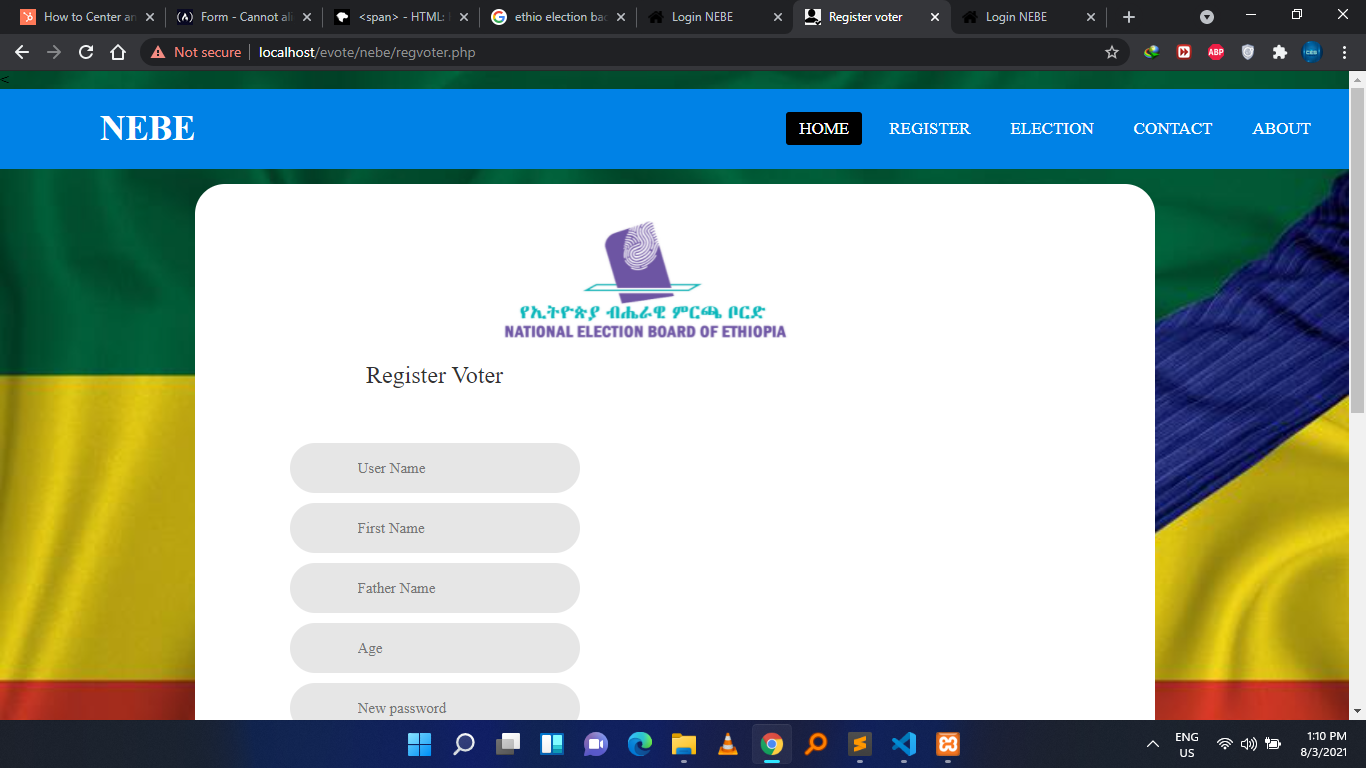 How to Center an
Form - Cannot ali
<span> - HTML:
ethio election bac
Login NEBE
Register voter
Login NEBE
Not secure
localhost/evote/nebe/regvoter.php
ABP
<
NEBE
HOME
REGISTER
ELECTION
CONTACT
ABOUT
የኢትዮጵያ ብሔራዊ ምርጫ ቦርድ
NATIONAL ELECTION BOARD OF ETHIOPIA
Register Voter
User Name
First Name
Father Name
Age
New password
ENG
US
1:10 PM
8/3/2021